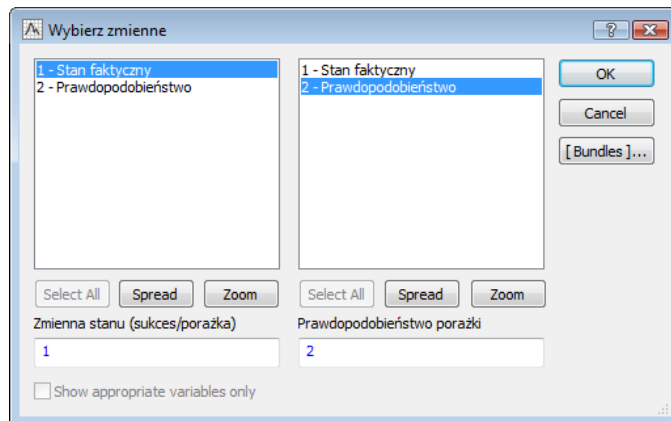 Wybierz zmienne
1 - Stan faktyczny
2 - Prawdopodobieństwo
1 - Stan faktyczny
2 - Prawdopodobieństwo
OK
Cancel
[ Bundles ]...
Select All
Spread
Zoom
Select All
Spread
Zoom
Zmienna stanu (sukces/porażka)
Prawdopodobieństwo porażki
1
2
Show appropriate variables only